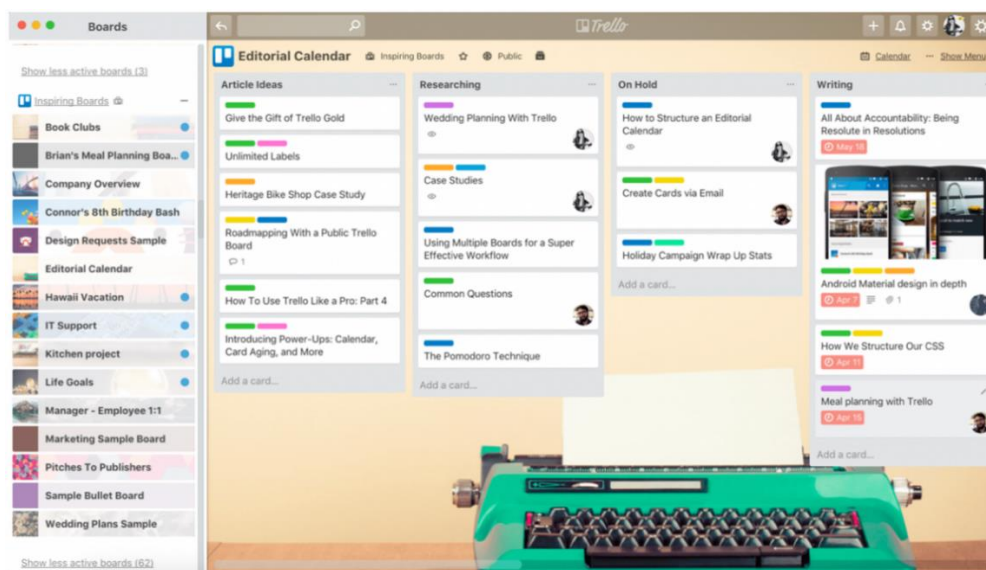 Boards
Show less active boards (3)
Inspiring Boards
Book Clubs
Brian's Meal Planning Boa...
Company Overview
Connor's 8th Birthday Bash
Design Requests Sample
Editorial Calendar
Hawaii Vacation
IT Support
Kitchen project
Life Goals
Manager - Employee 1:1
Marketing Sample Board
Pitches To Publishers
Sample Bullet Board
Wedding Plans Sample
Show less active boards (62)
Trello
Editorial Calendar Inspiring Boards Public Calendar Show Menu
Article Ideas
Give the Gift of Trello Gold
Unlimited Labels
Heritage Bike Shop Case Study
Roadmapping With a Public Trello
Board
1
How To Use Trello Like a Pro: Part 4
Introducing Power-Ups: Calendar,
Card Aging, and More
Add a card...
Researching
Wedding Planning With Trello
Case Studies
Using Multiple Boards for a Super
Effective Workflow
Common Questions
The Pomodoro Technique
Add a card...
On Hold
How to Structure an Editorial
Calendar
Create Cards via Email
Holiday Campaign Wrap Up Stats
Add a card...
Writing
All About Accountability: Being
Resolute in Resolutions
May 18
Android Material design in depth
Apr 7 1
How We Structure Our CSS
Apr 11
Meal planning with Trello
Apr 15
Add a card...